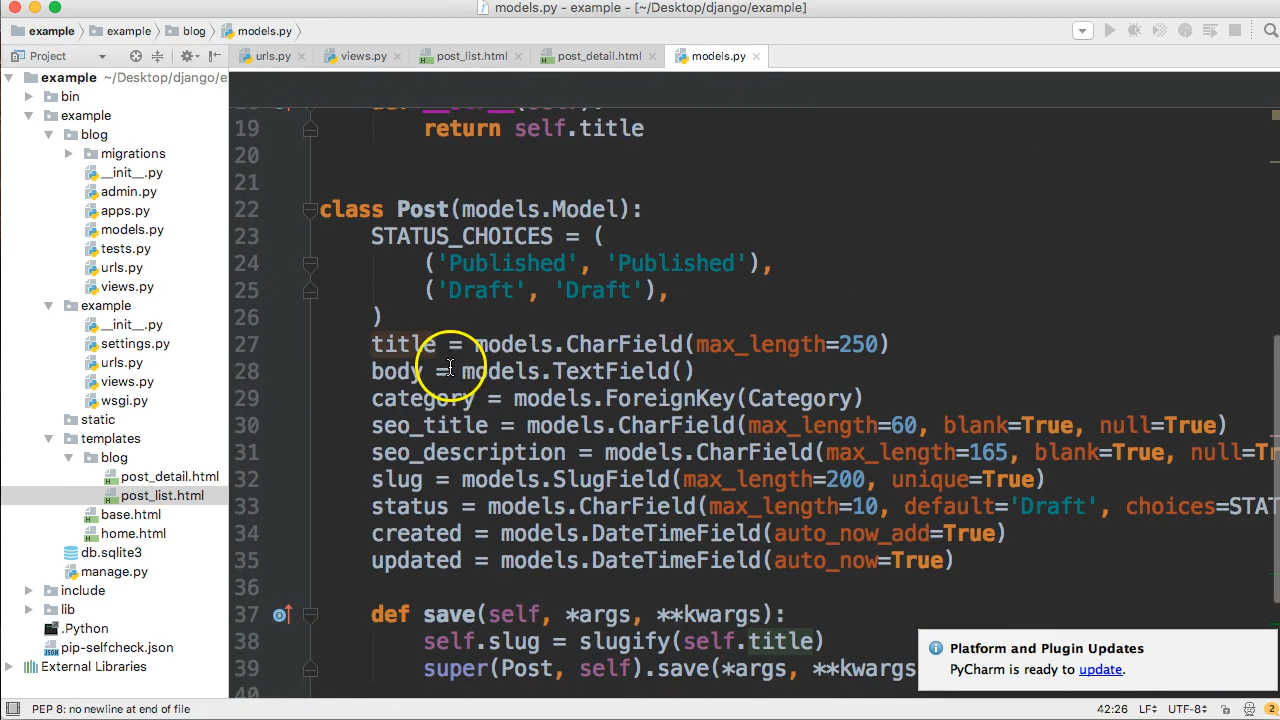 models.py - example - [~/Desktop/django/example]
example
example
blog
models.py
Project
urls.py
views.py
post_list.html
post_detail.html
models.py
example ~/Desktop/django/e
bin
example
blog
migrations
__init__.py
admin.py
apps.py
models.py
tests.py
urls.py
views.py
example
__init__.py
settings.py
urls.py
views.py
wsgi.py
static
templates
blog
post_detail.html
post_list.html
base.html
home.html
db.sqlite3
manage.py
include
lib
.Python
pip-selfcheck.json
External Libraries
19 return self.title
20
21
22 class Post(models.Model):
23 STATUS_CHOICES = (
24 ('Published', 'Published'),
25 ('Draft', 'Draft'),
26 )
27 title = models.CharField(max_length=250)
28 body = models.TextField()
29 category = models.ForeignKey(Category)
30 seo_title = models.CharField(max_length=60, blank=True, null=True)
31 seo_description = models.CharField(max_length=165, blank=True, null=Tr
32 slug = models.SlugField(max_length=200, unique=True)
33 status = models.CharField(max_length=10, default='Draft', choices=STAT
34 created = models.DateTimeField(auto_now_add=True)
35 updated = models.DateTimeField(auto_now=True)
36
37 def save(self, *args, **kwargs):
38 self.slug = slugify(self.title)
39 super(Post, self).save(*args, **kwargs
Platform and Plugin Updates
PyCharm is ready to update.
PEP 8: no newline at end of file
42:26 LF UTF-8
2